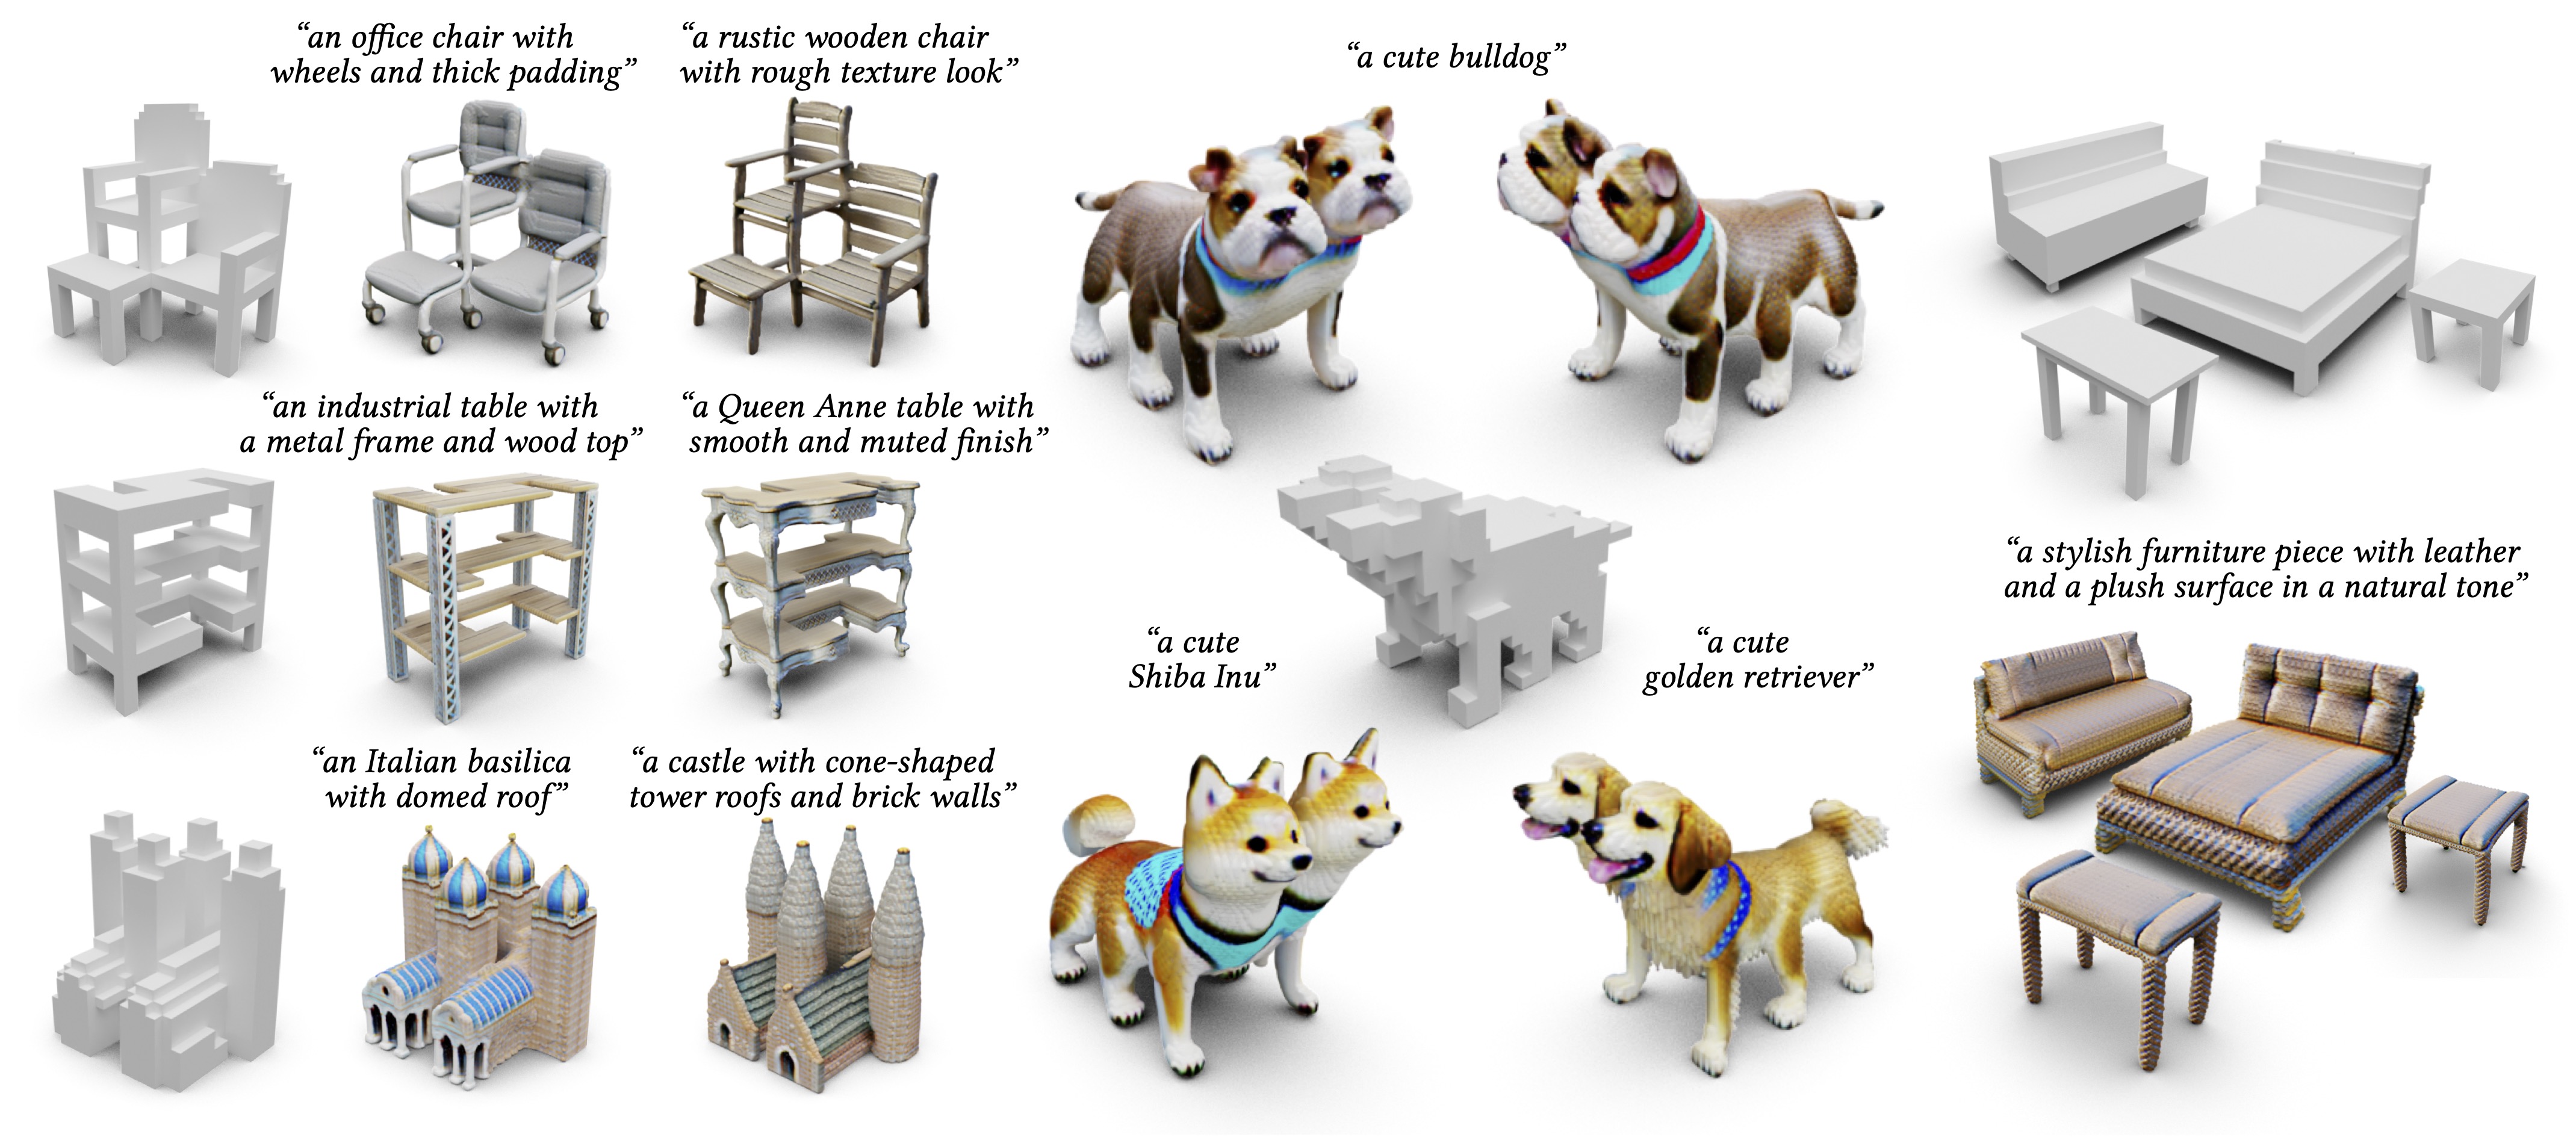 “an office chair with
wheels and thick padding”
“a rustic wooden chair
with rough texture look”
“a cute bulldog”
“an industrial table with
a metal frame and wood top”
“a Queen Anne table with
smooth and muted finish”
“a stylish furniture piece with leather
and a plush surface in a natural tone”
“a cute
Shiba Inu”
“a cute
golden retriever”
“an Italian basilica
with domed roof”
“a castle with cone-shaped
tower roofs and brick walls”